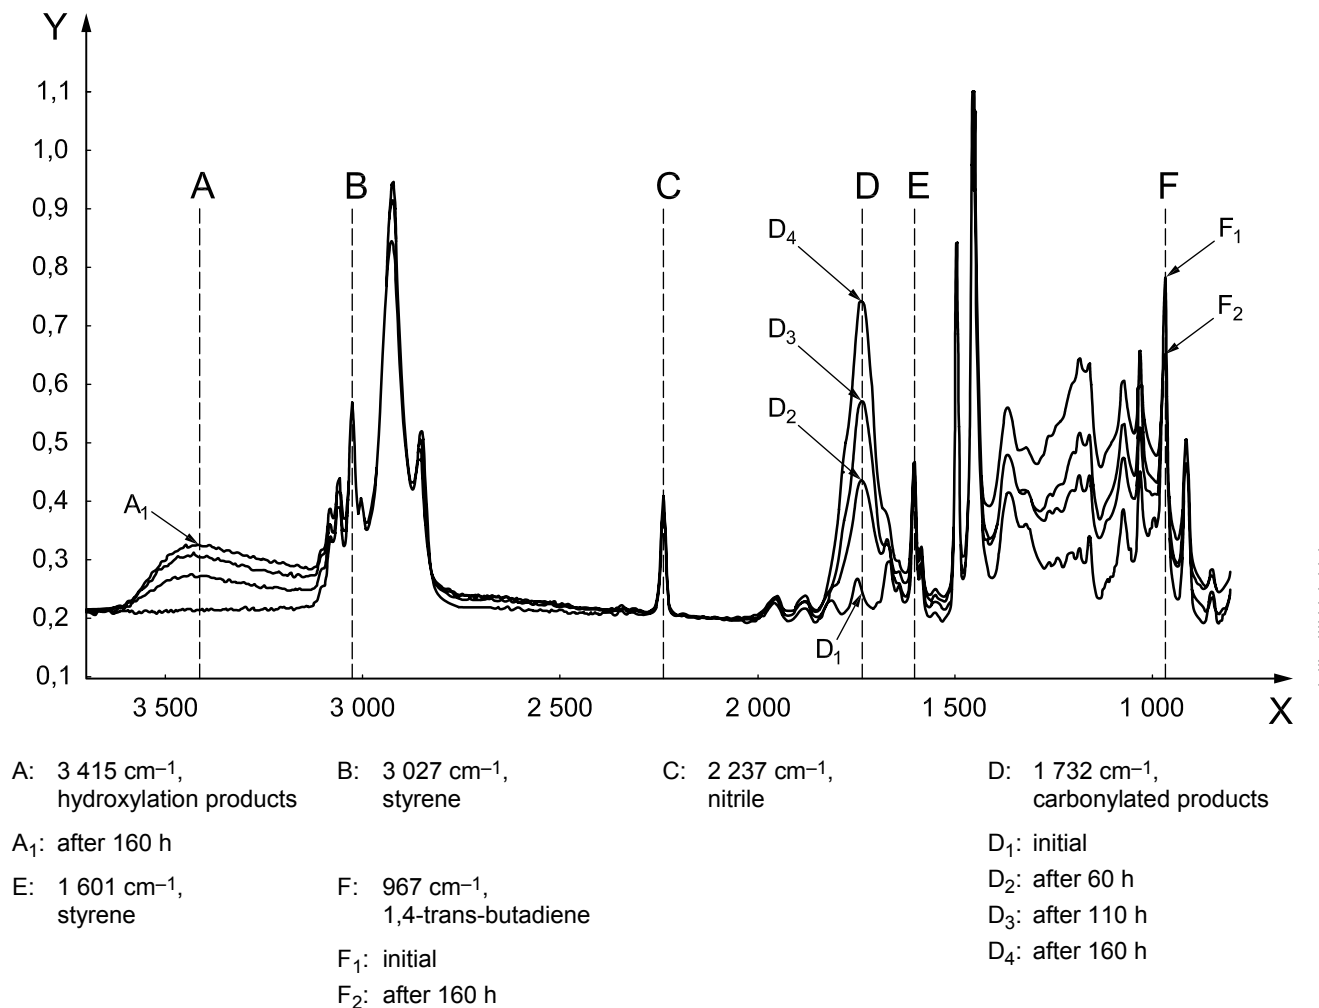 Y
1,1
1,0
0,9
0,8
0,7
0,6
0,5
0,4
0,3
0,2
0,1
A B C D E F
D4
D3
D2
D1
F1
F2
A1
3 500 3 000 2 500 2 000 1 500 1 000 X
A: 3 415 cm–1,
hydroxylation products
A1: after 160 h
B: 3 027 cm–1,
styrene
C: 2 237 cm–1,
nitrile
D: 1 732 cm–1,
carbonylated products
D1: initial
D2: after 60 h
D3: after 110 h
D4: after 160 h
E: 1 601 cm–1,
styrene
F: 967 cm–1,
1,4-trans-butadiene
F1: initial
F2: after 160 h